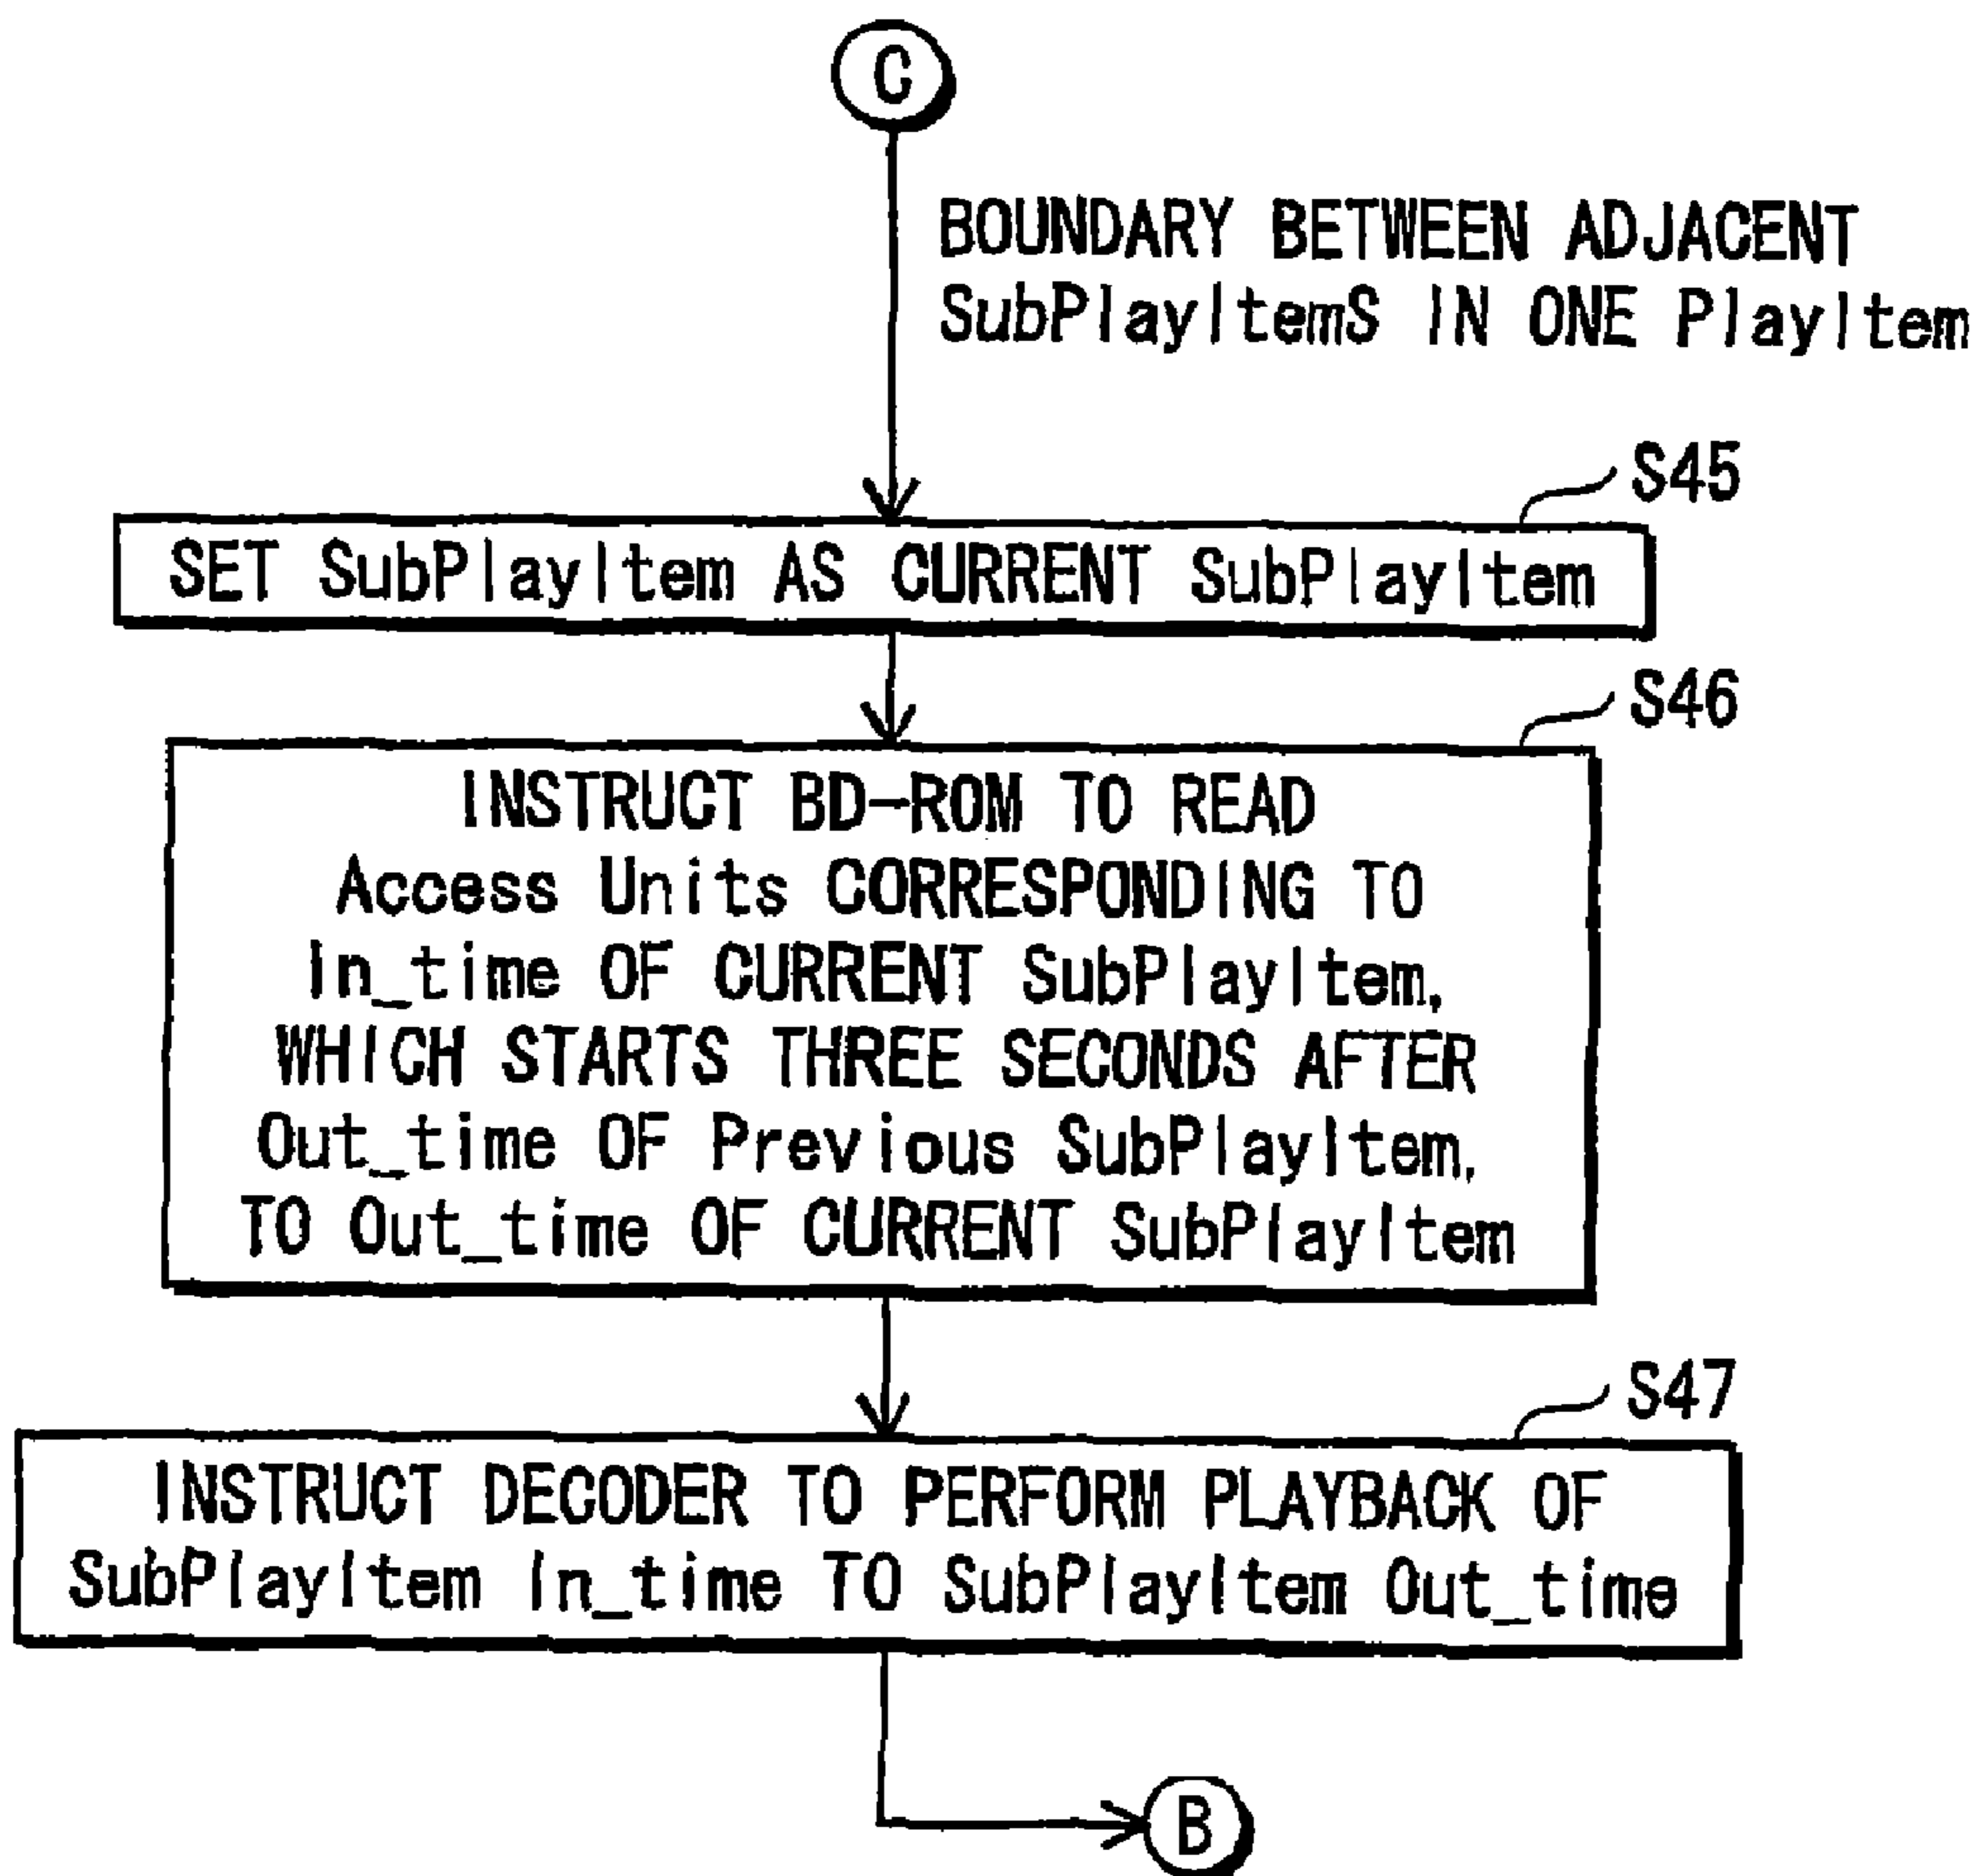 C
BOUNDARY BETWEEN ADJACENT
SubPlayItemS IN ONE PlayItem
S45
SET SubPlayItem AS CURRENT SubPlayItem
S46
INSTRUCT BD-ROM TO READ
Access Units CORRESPONDING TO
In_time OF CURRENT SubPlayItem,
WHICH STARTS THREE SECONDS AFTER
Out_time OF Previous SubPlayItem,
TO Out_time OF CURRENT SubPlayItem
S47
INSTRUCT DECODER TO PERFORM PLAYBACK OF
SubPlayItem In_time TO SubPlayItem Out_time
B